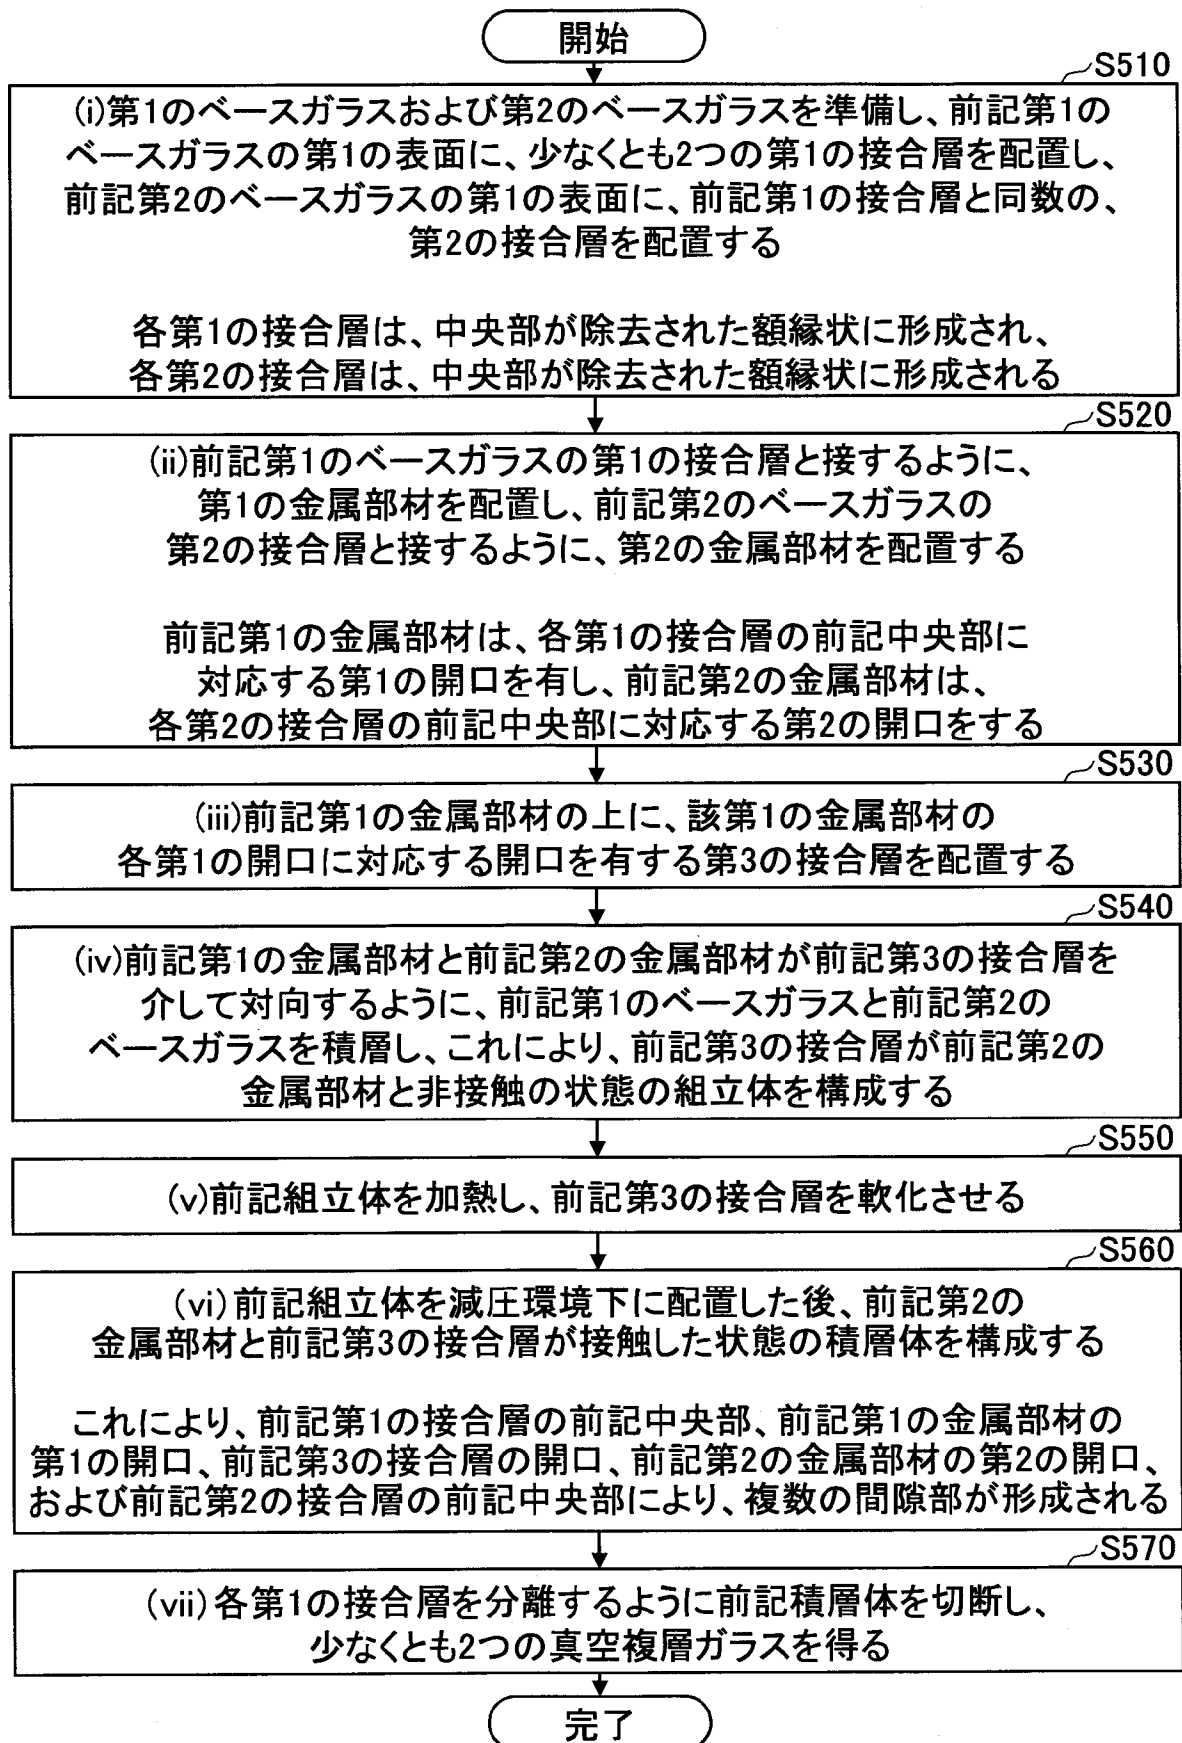 開始
S510
(i)第1のベースガラスおよび第2のベースガラスを準備し、前記第1の
ベースガラスの第1の表面に、少なくとも2つの第1の接合層を配置し、
前記第2のベースガラスの第1の表面に、前記第1の接合層と同数の、
第2の接合層を配置する
各第1の接合層は、中央部が除去された額縁状に形成され、
各第2の接合層は、中央部が除去された額縁状に形成される
S520
(ii)前記第1のベースガラスの第1の接合層と接するように、
第1の金属部材を配置し、前記第2のベースガラスの
第2の接合層と接するように、第2の金属部材を配置する
前記第1の金属部材は、各第1の接合層の前記中央部に
対応する第1の開口を有し、前記第2の金属部材は、
各第2の接合層の前記中央部に対応する第2の開口をする
S530
(iii)前記第1の金属部材の上に、該第1の金属部材の
各第1の開口に対応する開口を有する第3の接合層を配置する
S540
(iv)前記第1の金属部材と前記第2の金属部材が前記第3の接合層を
介して対向するように、前記第1のベースガラスと前記第2の
ベースガラスを積層し、これにより、前記第3の接合層が前記第2の
金属部材と非接触の状態の組立体を構成する
S550
(v)前記組立体を加熱し、前記第3の接合層を軟化させる
S560
(vi)前記組立体を減圧環境下に配置した後、前記第2の
金属部材と前記第3の接合層が接触した状態の積層体を構成する
これにより、前記第1の接合層の前記中央部、前記第1の金属部材の
第1の開口、前記第3の接合層の開口、前記第2の金属部材の第2の開口、
および前記第2の接合層の前記中央部により、複数の間隙部が形成される
S570
(vii)各第1の接合層を分離するように前記積層体を切断し、
少なくとも2つの真空複層ガラスを得る
完了